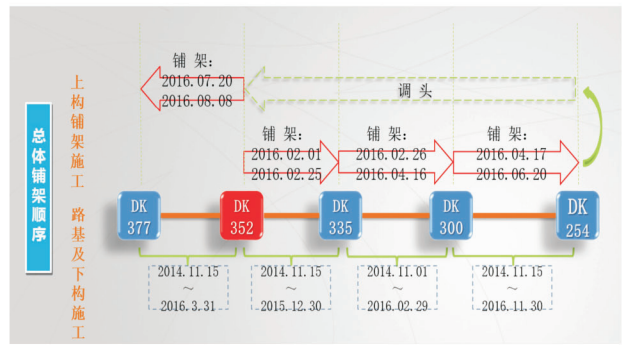 总体铺架顺序
上构铺架施工
路基及下构施工
铺 架：
2016.07.20
2016.08.08
调头
铺 架：
2016.02.01
2016.02.25
铺 架：
2016.02.26
2016.04.16
铺 架：
2016.04.17
2016.06.20
DK
377
DK
352
DK
335
DK
300
DK
254
2014.11.15
～
2016.3.31
2014.11.15
～
2015.12.30
2014.11.01
～
2016.02.29
2014.11.15
～
2016.11.30